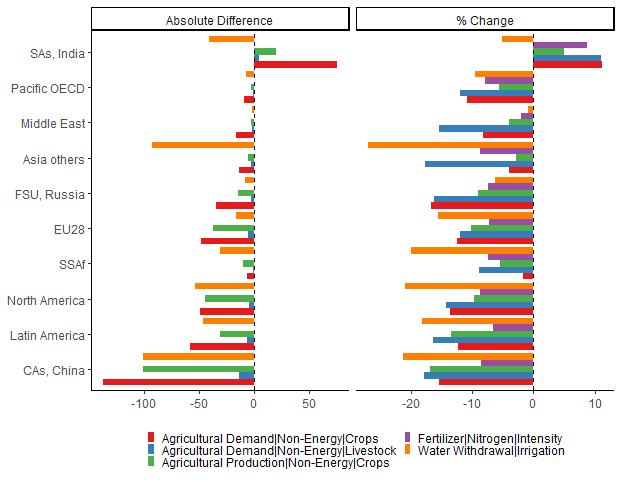 Absolute Difference
% Change
SAs, India
Pacific OECD
Middle East
Asia others
FSU, Russia
EU28
SSAf
North America
Latin America
CAs, China
-100
-50
0
50
-20
-10
0
10
Agricultural Demand|Non-Energy|Crops
Agricultural Demand|Non-Energy|Livestock
Agricultural Production|Non-Energy|Crops
Fertilizer|Nitrogen|Intensity
Water Withdrawal|Irrigation